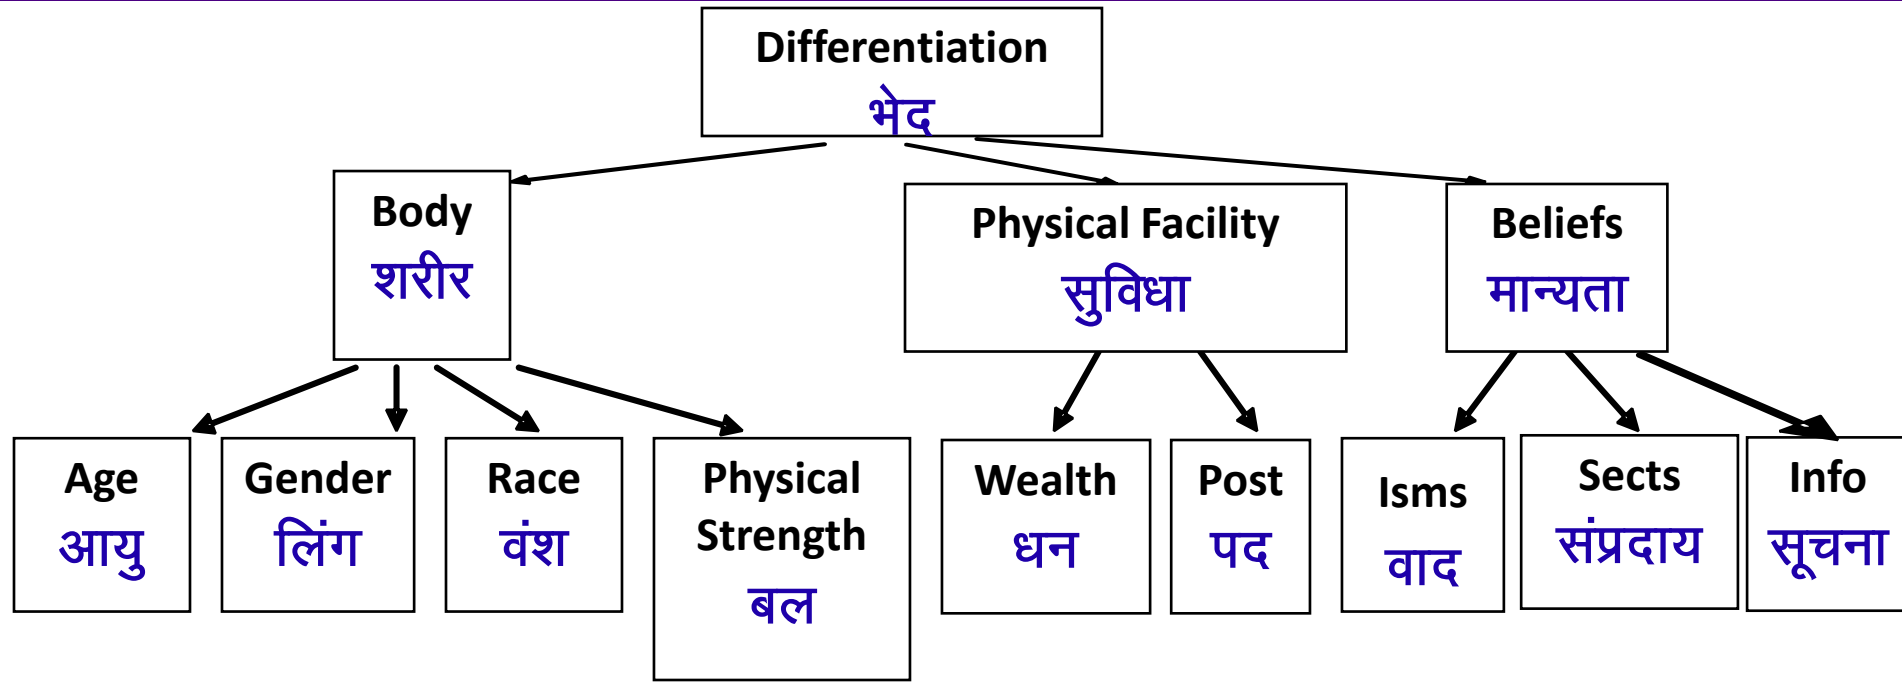 Differentiation
भेद
Body
शरीर
Physical Facility
सुविधा
Beliefs
मान्यता
Age
आयु
Gender
लिंग
Race
वंश
Physical
Strength
बल
Wealth
धन
Post
पद
Isms
वाद
Sects
संप्रदाय
Info
सूचना